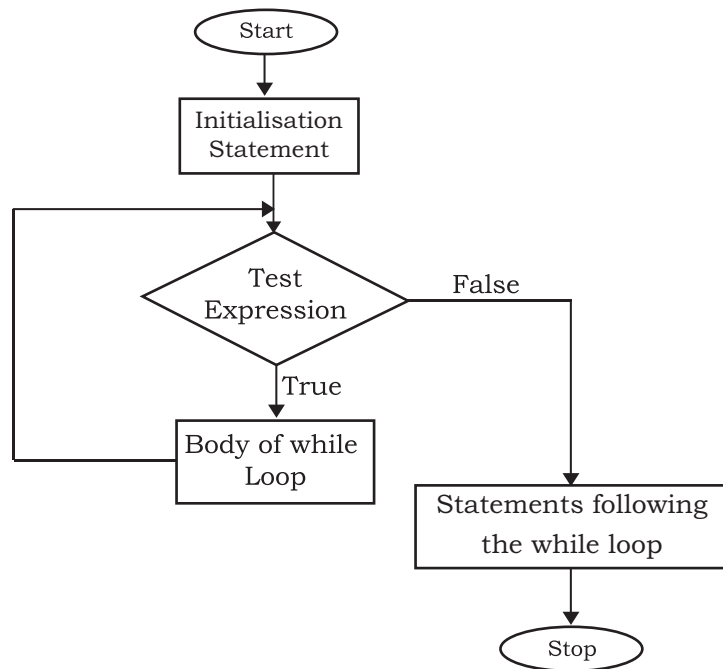 Start
Initialisation
Statement
Test
Expression
False
True
Body of while
Loop
Statements following
the while loop
Stop